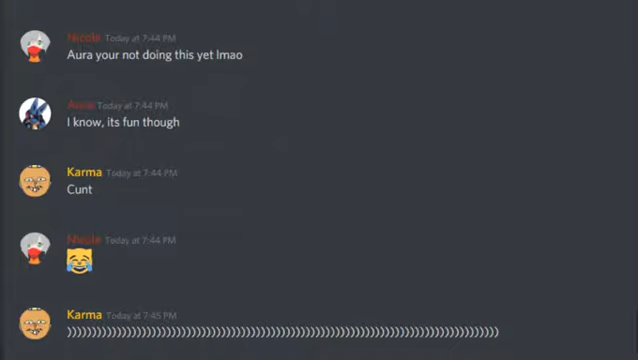 Nicole Today at 7:44 PM
Aura your not doing this yet lmao
Aura Today at 7:44 PM
I know, its fun though
Karma Today at 7:44 PM
Cunt
Nicole Today at 7:44 PM
Karma Today at 7:45 PM
))))))))))))))))))))))))))))))))))))))))))))))))))))))))))))))))))))))))))))))))))))))